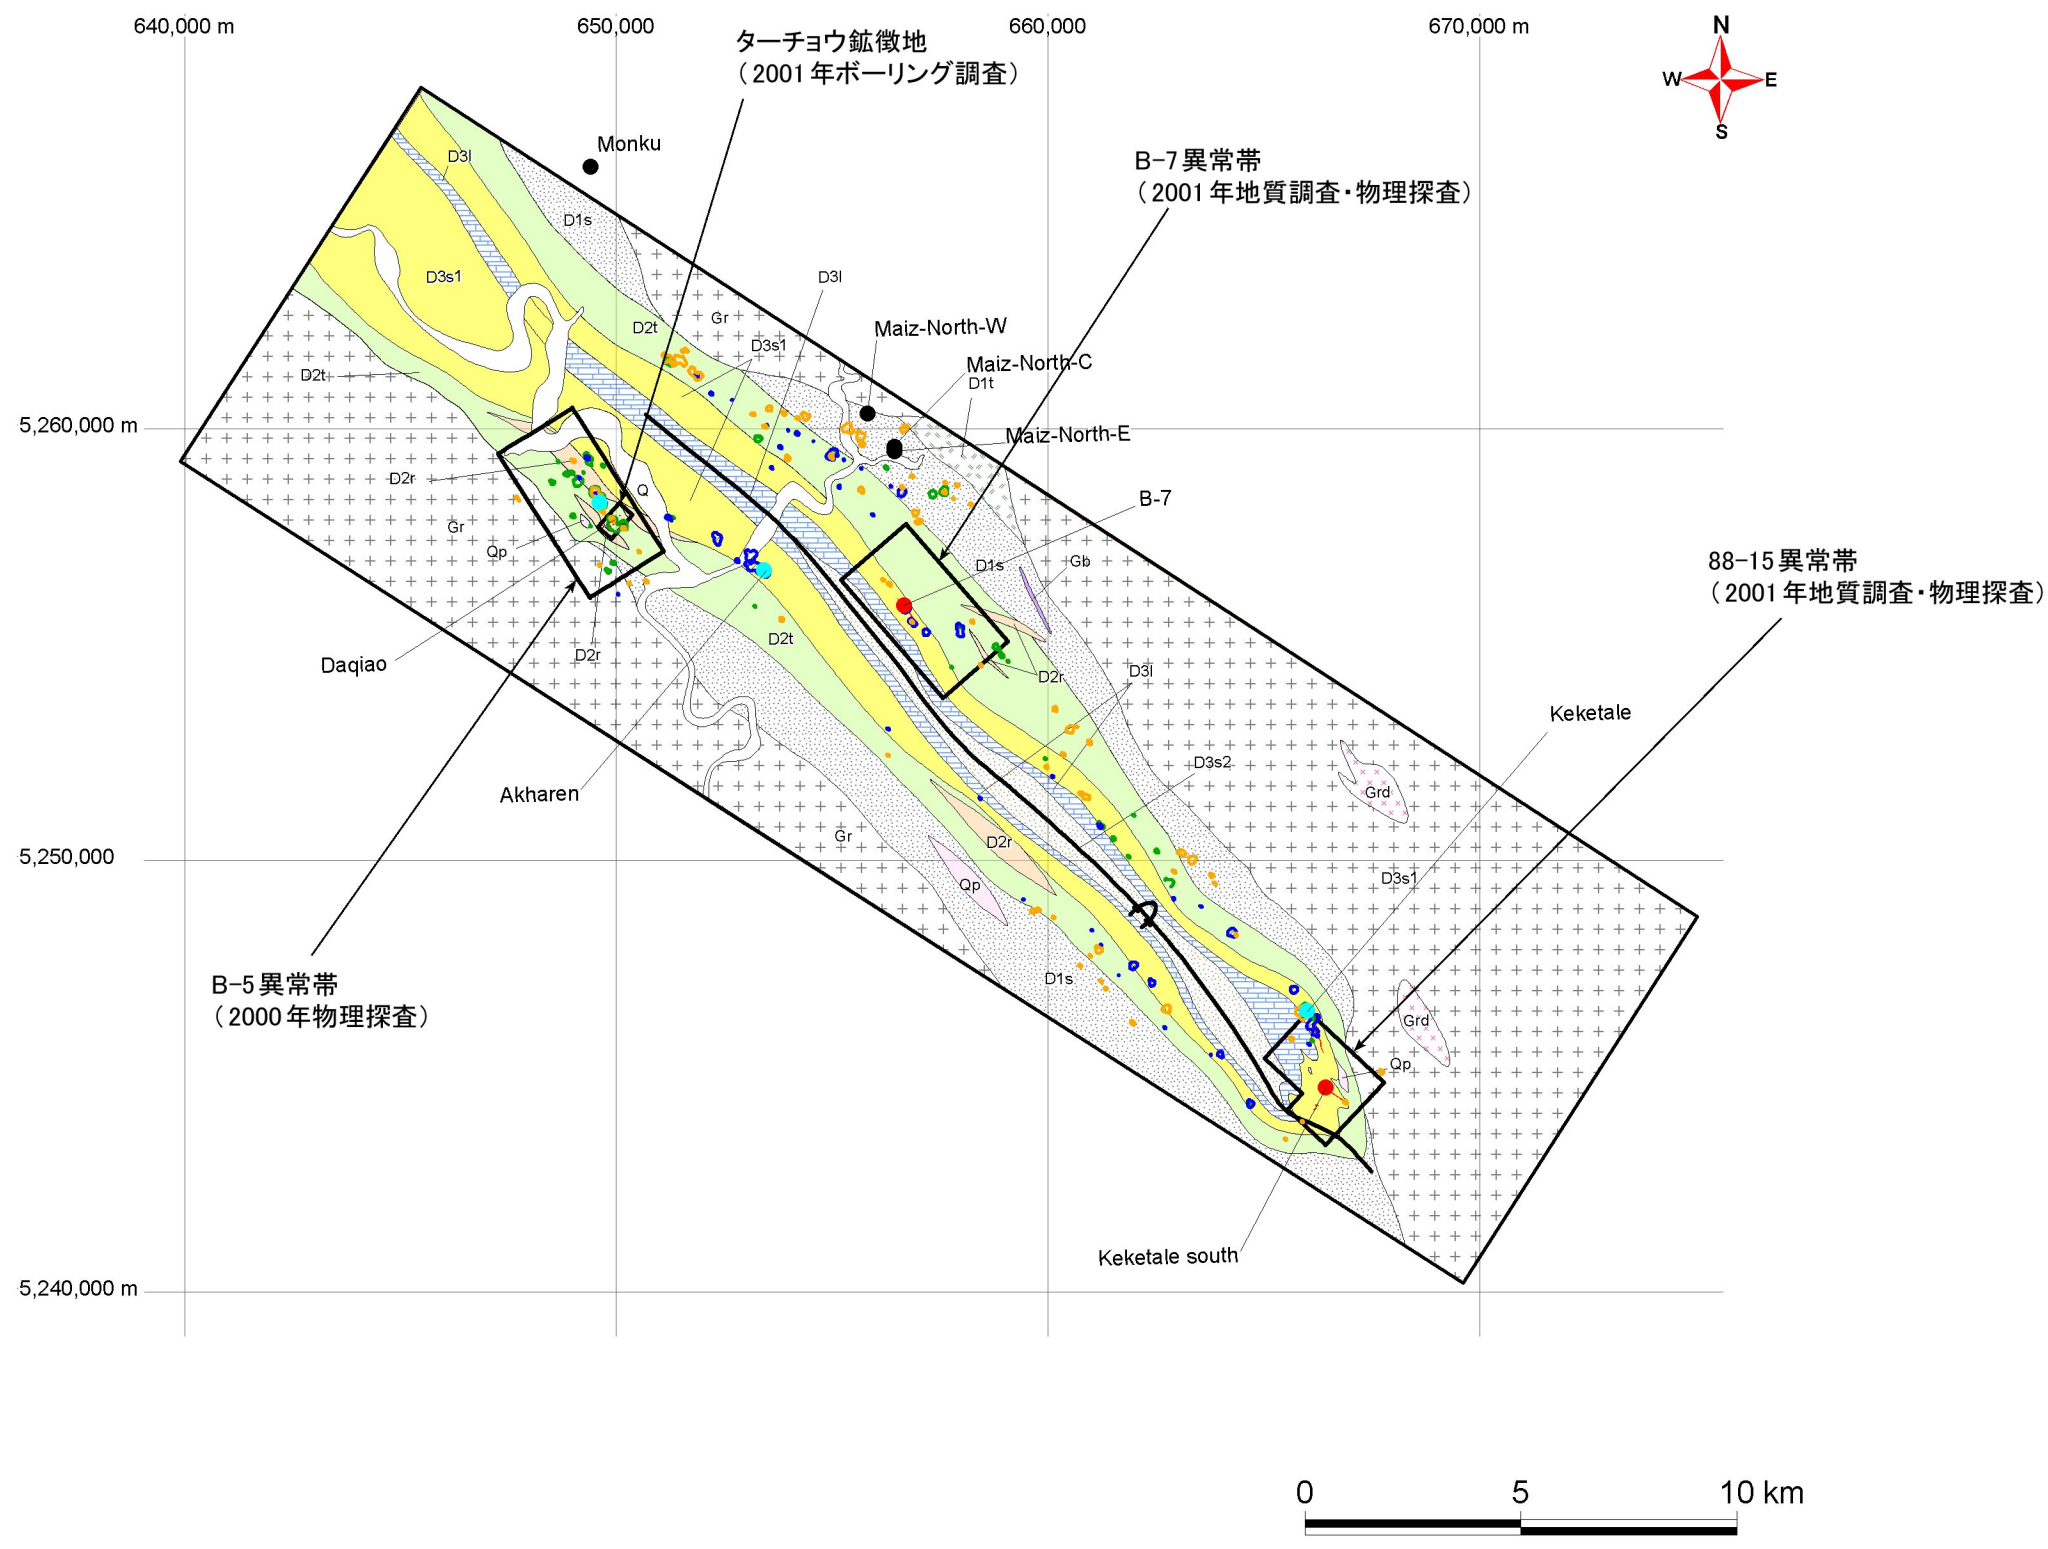 640,000 m
650,000
660,000
670,000 m
N
W
E
S
ターチョウ鉱徴地
（2001年ボーリング調査）
Monku
B-7異常帯
（2001年地質調査・物理探査）
D3l
D1s
D3s1
D3l
Gr
D2t
D3s1
Maiz-North-W
Maiz-North-C
D1t
D2t
5,260,000 m
Maiz-North-E
D2r
Q
B-7
Gr
Qp
D1s
Gb
88-15異常帯
（2001年地質調査・物理探査）
D2t
D2r
Daqiao
D2r
D3l
Keketale
D3s2
Akharen
Grd
Gr
D2r
5,250,000
Qp
D3s1
D1s
B-5異常帯
（2000年物理探査）
Grd
Qp
Keketale south
5,240,000 m
0
5
10 km